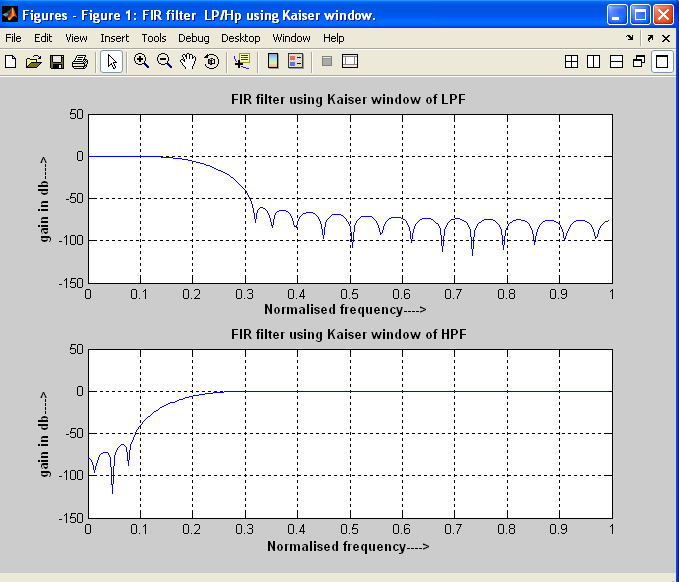 Figures - Figure 1: FIR filter  LP/Hp using Kaiser window.
File Edit View Insert Tools Debug Desktop Window Help
FIR filter using Kaiser window of LPF
50
0
-50
-100
-150
gain in db---->
0 0.1 0.2 0.3 0.4 0.5 0.6 0.7 0.8 0.9 1
Normalised frequency---->
FIR filter using Kaiser window of HPF
50
0
-50
-100
-150
gain in db---->
0 0.1 0.2 0.3 0.4 0.5 0.6 0.7 0.8 0.9 1
Normalised frequency---->